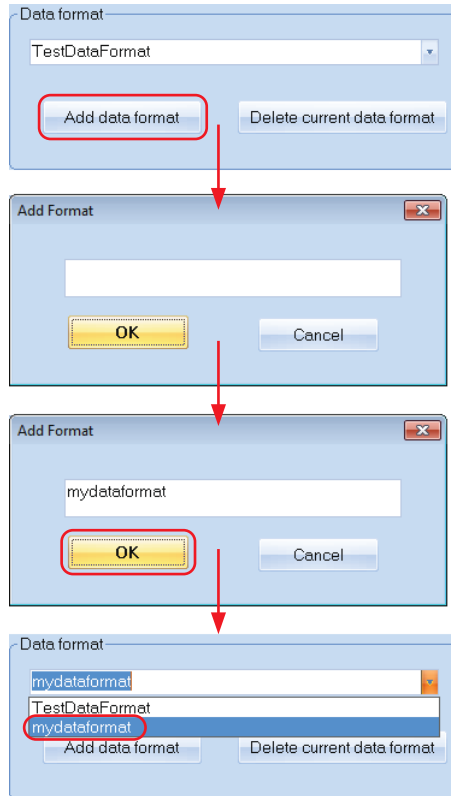 Data format
TestDataFormat
Add data format Delete current data format
Add Format
OK Cancel
Add Format
mydataformat
OK Cancel
Data format
mydataformat
TestDataFormat
mydataformat
Add data format Delete current data format